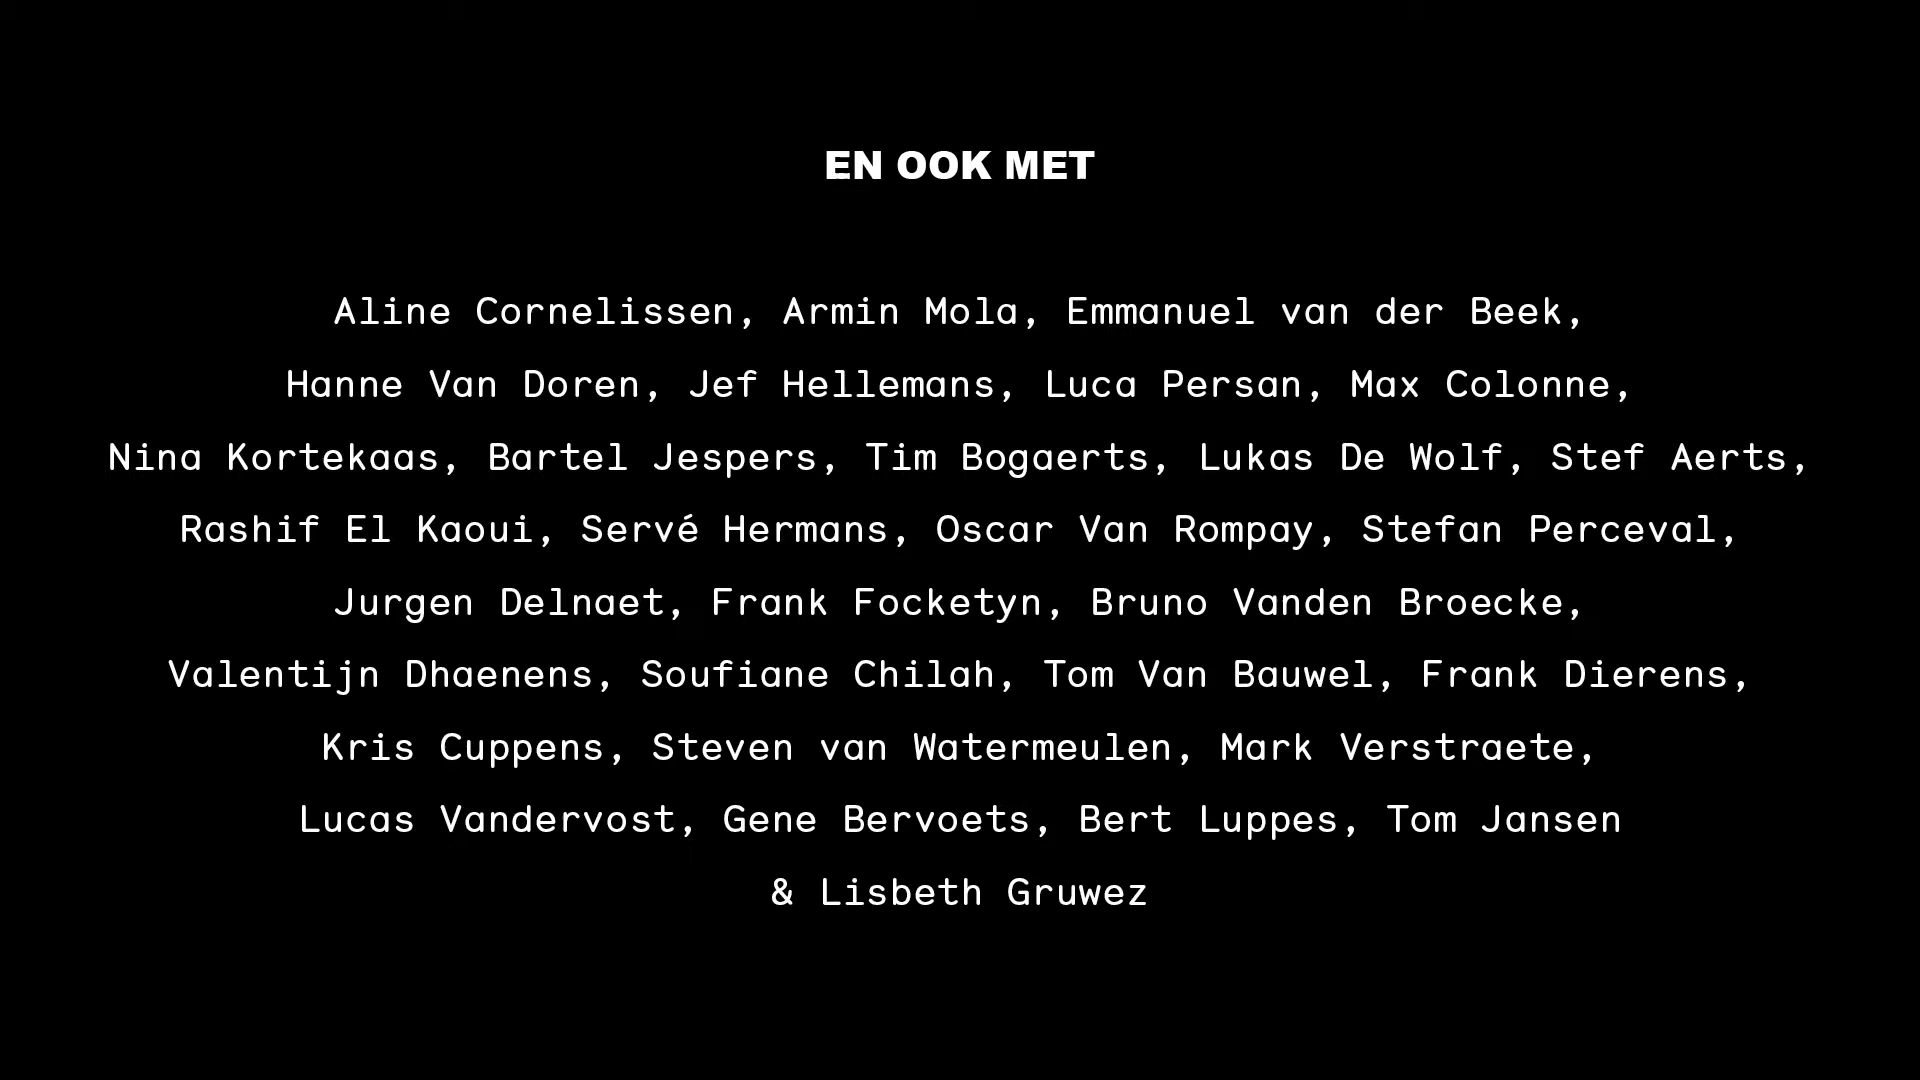 EN OOK MET
Aline Cornelissen, Armin Mola, Emmanuel van der Beek,
Hanne Van Doren, Jef Hellemans, Luca Persan, Max Colonne,
Nina Kortekaas, Bartel Jespers, Tim Bogaerts, Lukas De Wolf, Stef Aerts,
Rashif El Kaoui, Servé Hermans, Oscar Van Rompay, Stefan Perceval,
Jurgen Delnaet, Frank Focketyn, Bruno Vanden Broecke,
Valentijn Dhaenens, Soufiane Chilah, Tom Van Bauwel, Frank Dierens,
Kris Cuppens, Steven van Watermeulen, Mark Verstraete,
Lucas Vandervost, Gene Bervoets, Bert Luppes, Tom Jansen
& Lisbeth Gruwez